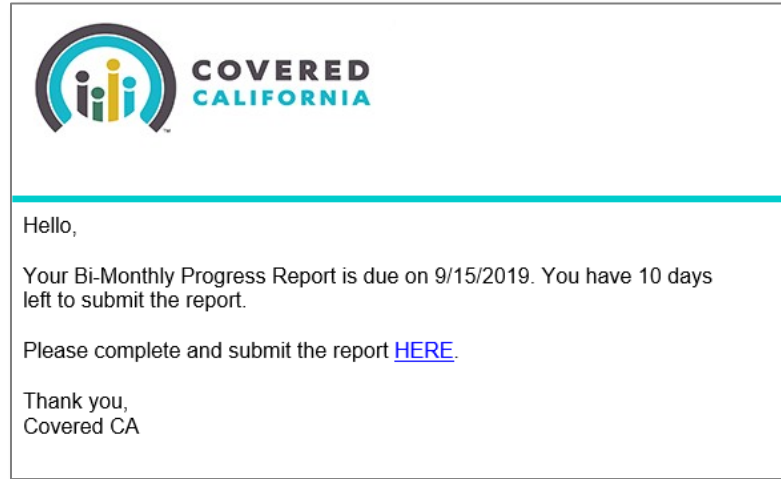 COVERED
CALIFORNIA
TM
Hello,
Your Bi-Monthly Progress Report is due on 9/15/2019. You have 10 days
left to submit the report.
Please complete and submit the report HERE.
Thank you,
Covered CA